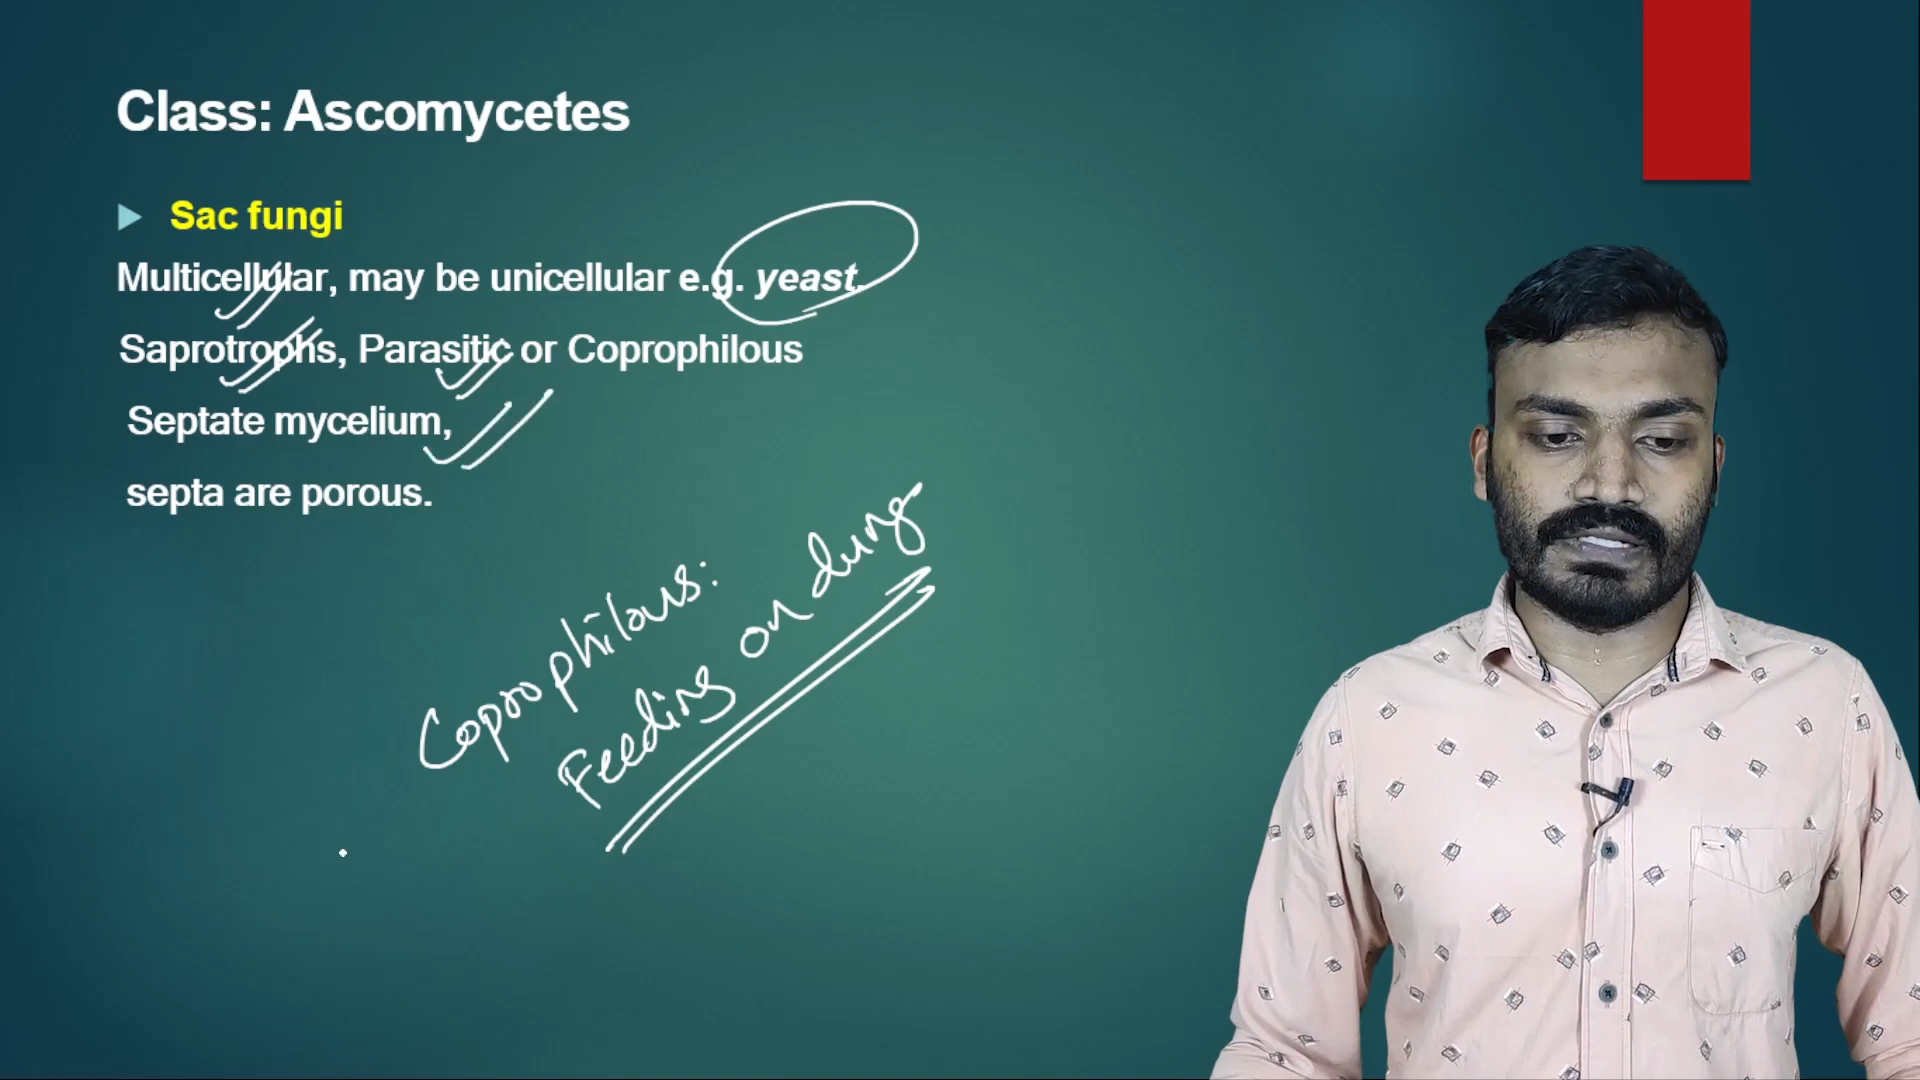 Class: Ascomycetes
Sac fungi
Multicellular, may be unicellular e.g. yeast.
Saprotrophs, Parasitic or Coprophilous
Septate mycelium,
septa are porous.
Coprophilous:
Feeding on dung